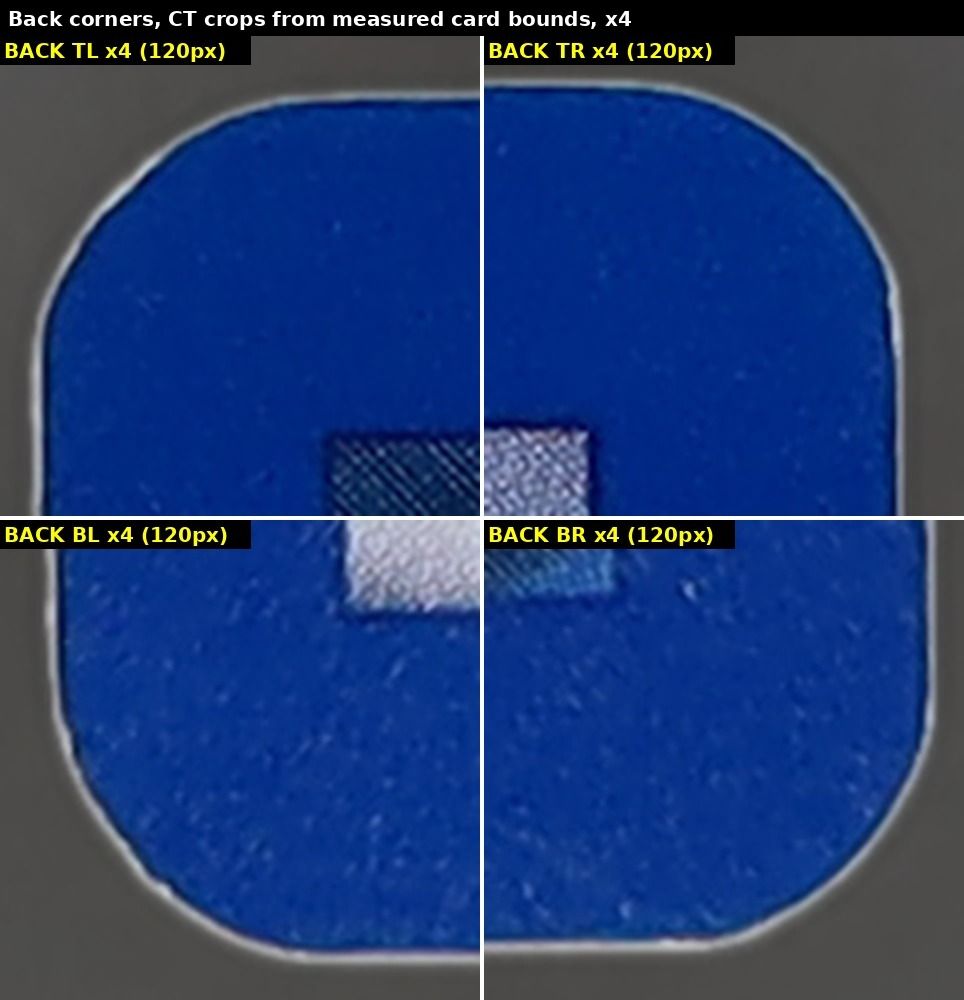 Back corners, CT crops from measured card bounds, x4
BACK TL x4 (120px)
BACK TR x4 (120px)
BACK BL x4 (120px)
BACK BR x4 (120px)